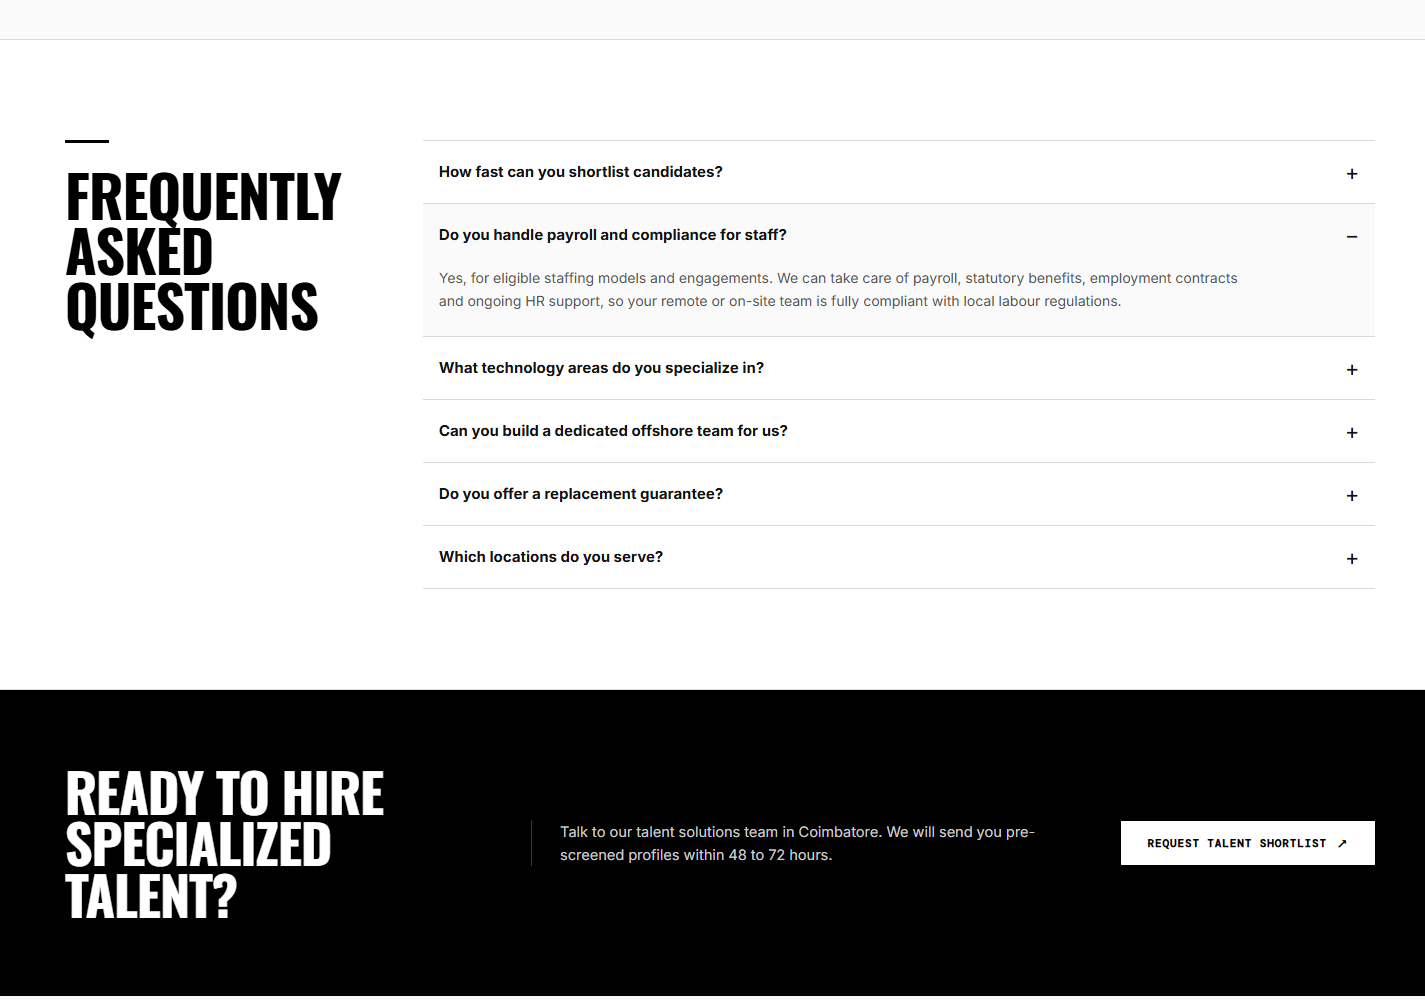 FREQUENTLY
ASKED
QUESTIONS
How fast can you shortlist candidates?
+
Do you handle payroll and compliance for staff?
−
Yes, for eligible staffing models and engagements. We can take care of payroll, statutory benefits, employment contracts
and ongoing HR support, so your remote or on-site team is fully compliant with local labour regulations.
What technology areas do you specialize in?
+
Can you build a dedicated offshore team for us?
+
Do you offer a replacement guarantee?
+
Which locations do you serve?
+
READY TO HIRE
SPECIALIZED
TALENT?
Talk to our talent solutions team in Coimbatore. We will send you pre-
screened profiles within 48 to 72 hours.
REQUEST TALENT SHORTLIST ↗